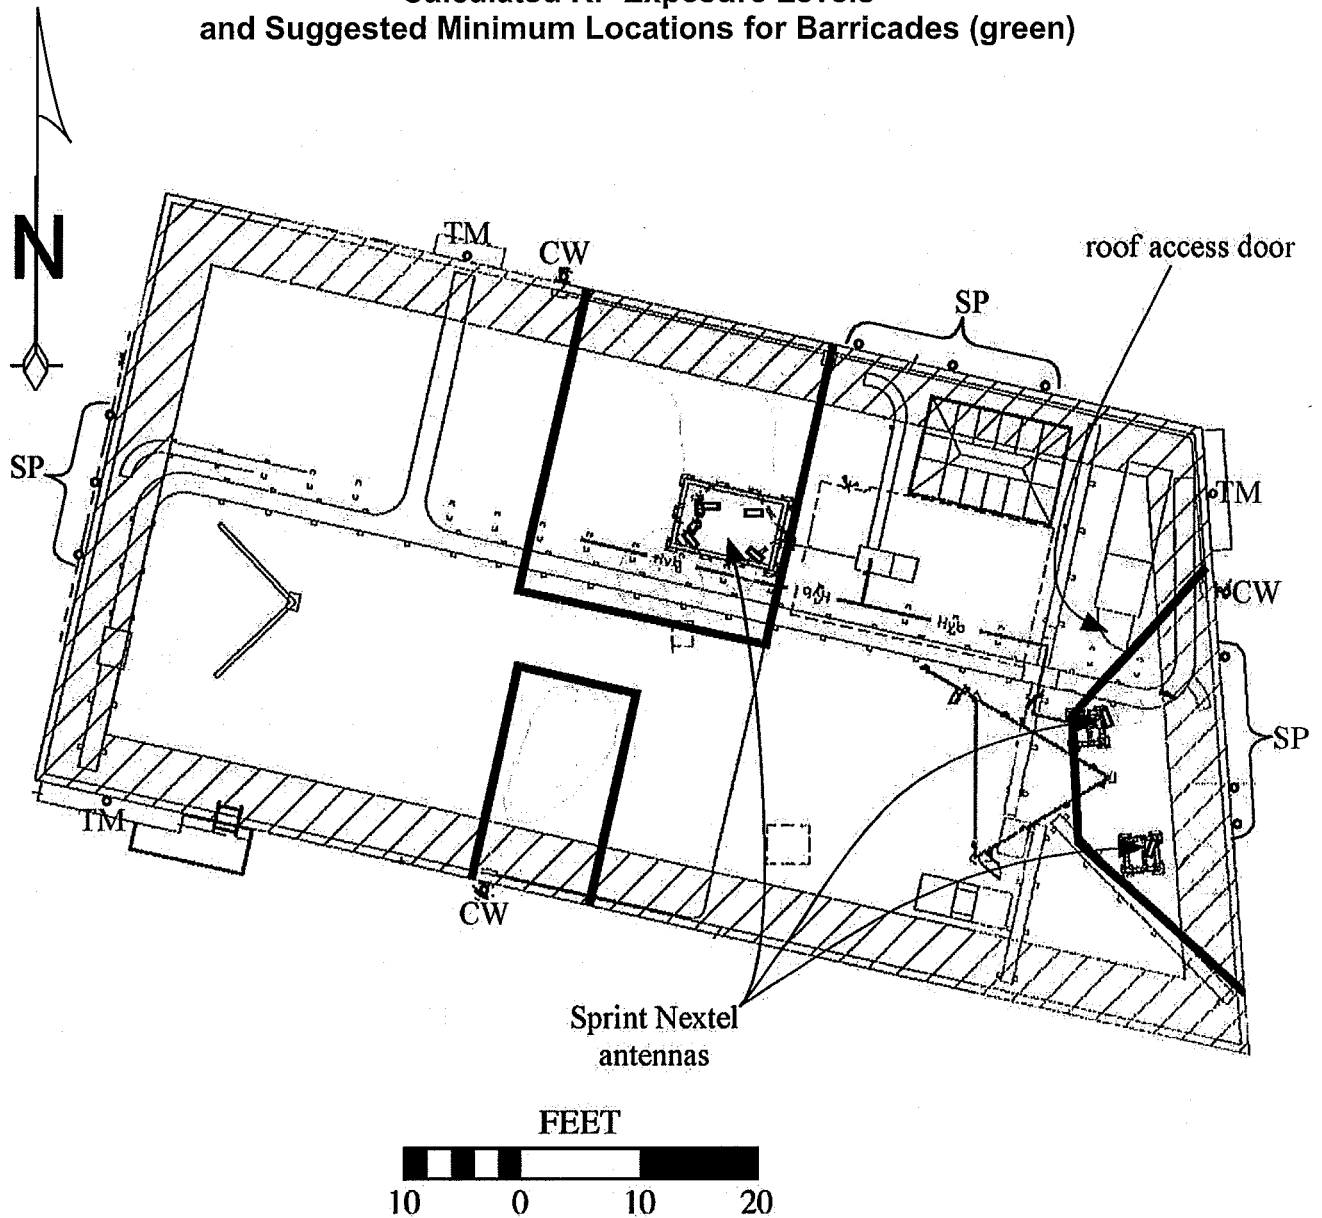 and Suggested Minimum Locations for Barricades (green)
N
TM
CW
roof access door
SP
SP
TM
CW
SP
TM
CW
Sprint Nextel
antennas
FEET
10 0 10 20